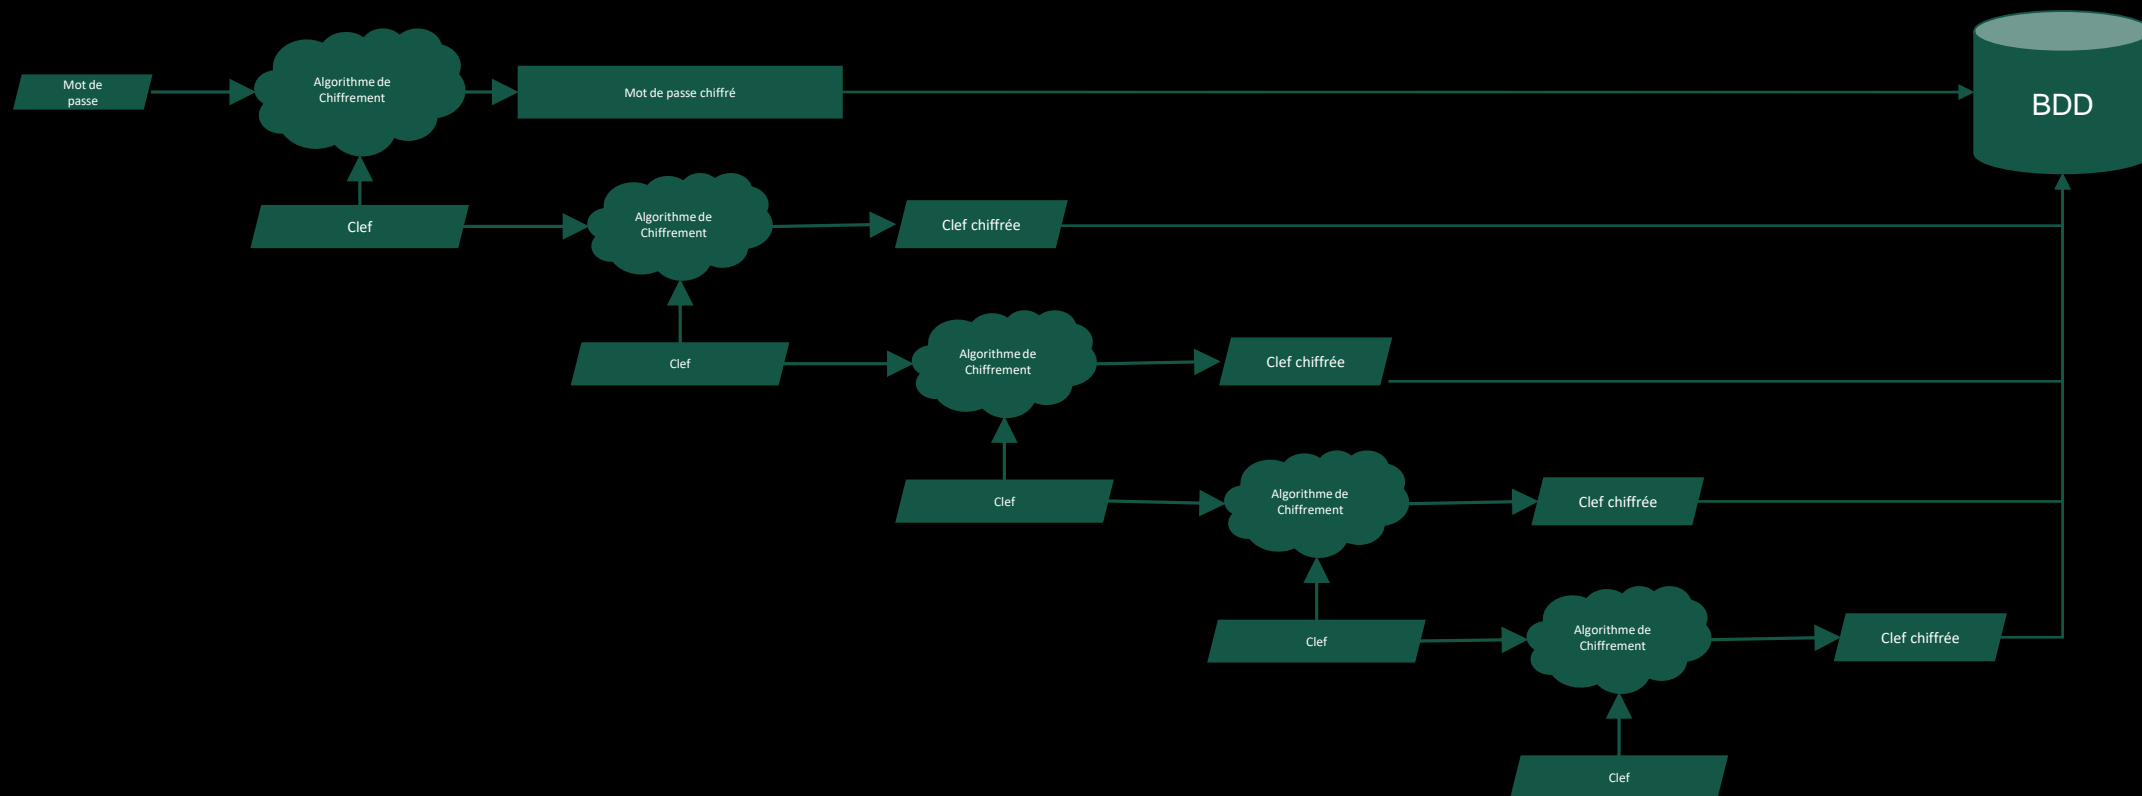 Mot de
passe
Algorithme de
Chiffrement
Mot de passe chiffré
BDD
Clef
Algorithme de
Chiffrement
Clef chiffrée
Clef
Algorithme de
Chiffrement
Clef chiffrée
Clef
Algorithme de
Chiffrement
Clef chiffrée
Clef
Algorithme de
Chiffrement
Clef chiffrée
Clef